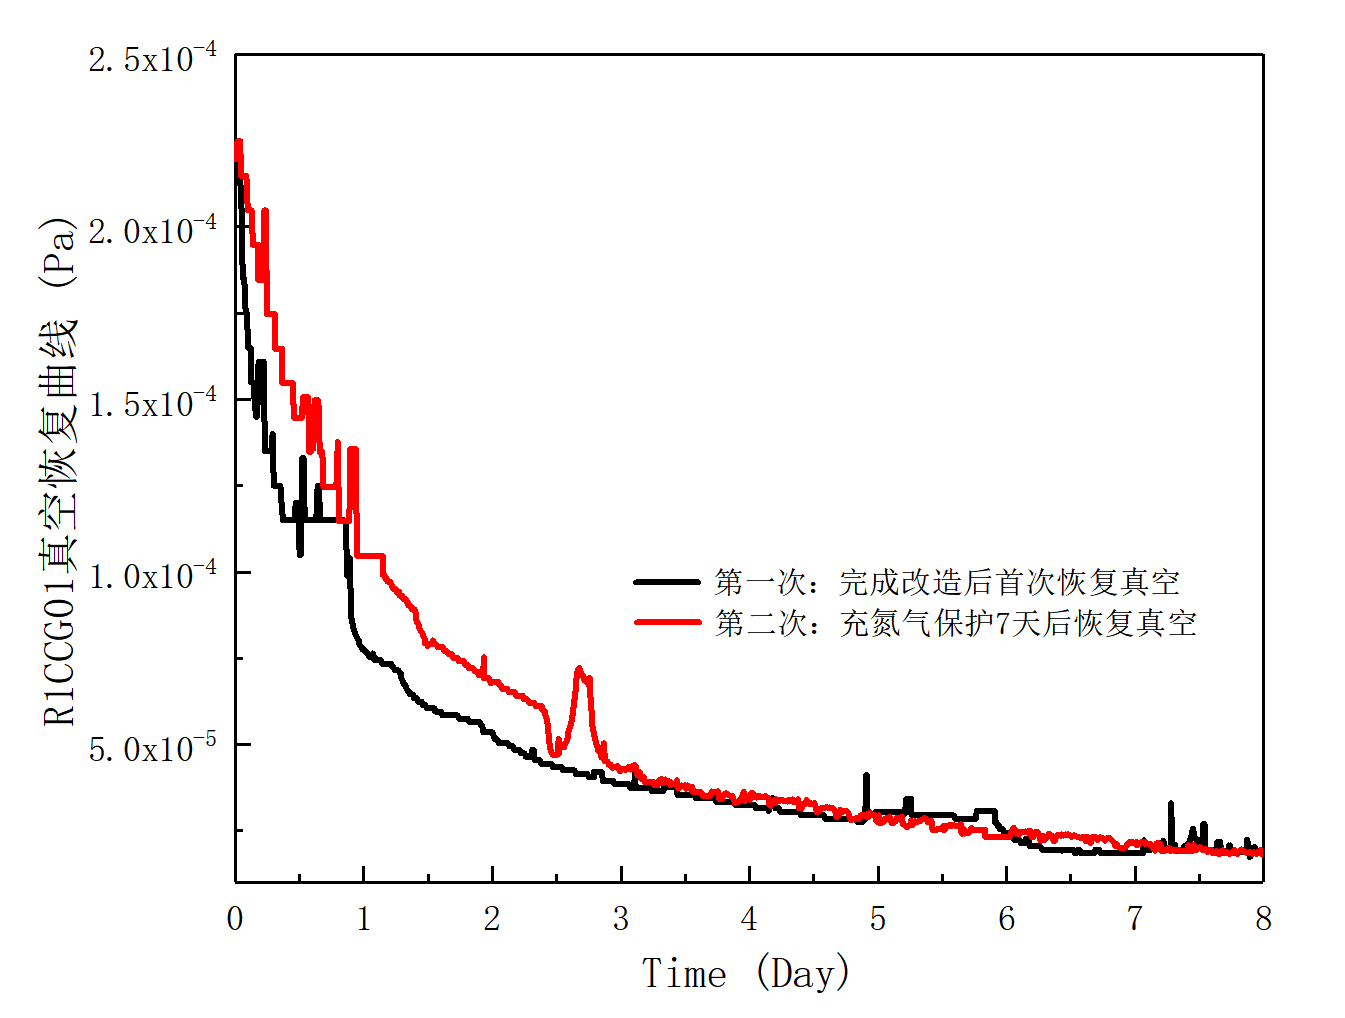 2.5x10-4
2.0x10-4
1.5x10-4
1.0x10-4
5.0x10-5
R1CCG01真空恢复曲线 (Pa)
第一次：完成改造后首次恢复真空
第二次：充氮气保护7天后恢复真空
0 1 2 3 4 5 6 7 8
Time (Day)